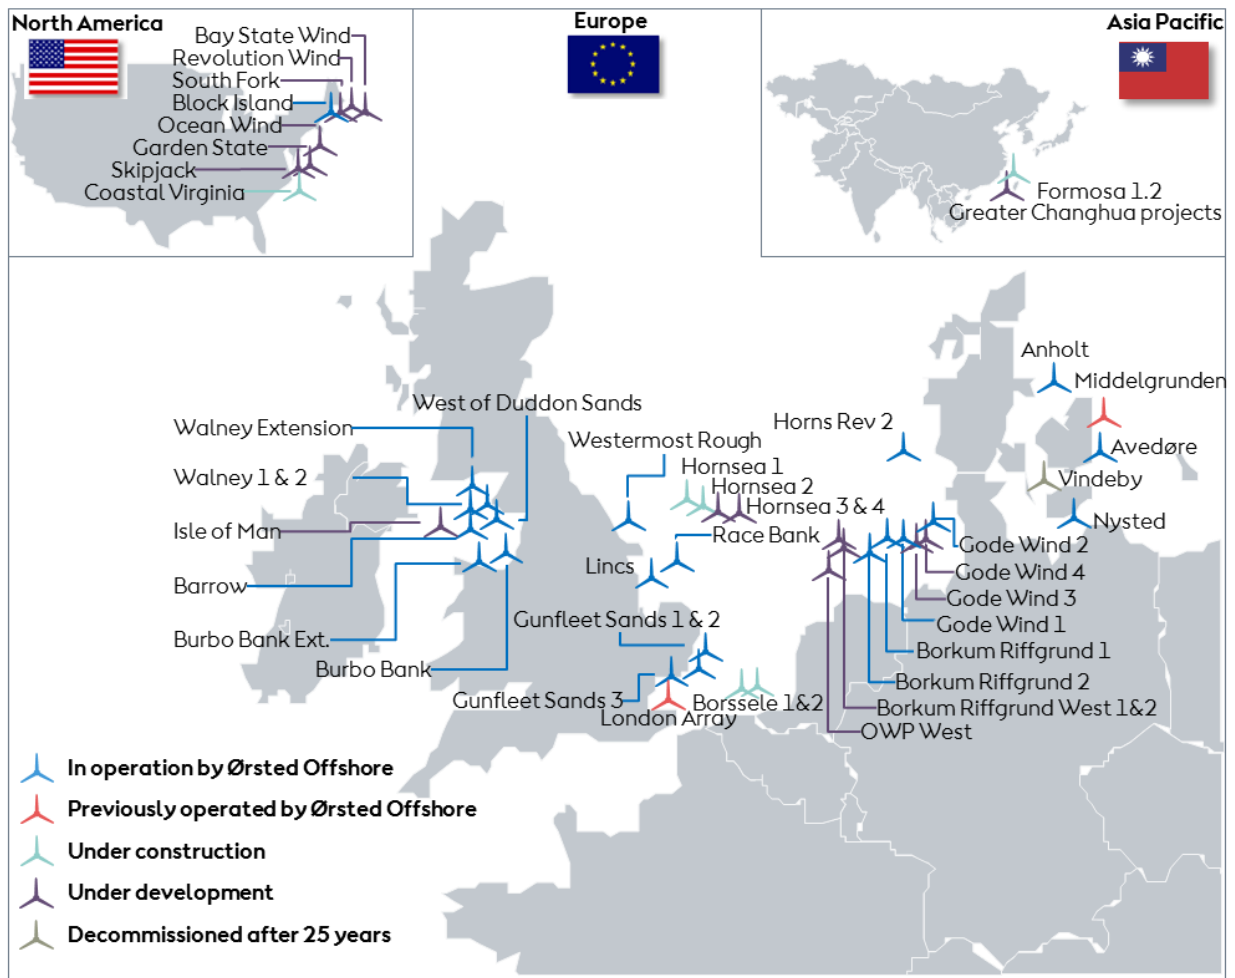 North America
Europe
Asia Pacific
Bay State Wind
Revolution Wind
South Fork
Block Island
Ocean Wind
Garden State
Skipjack
Coastal Virginia
Formosa 1.2
Greater Changhua projects
Anholt
Middelgrunden
West of Duddon Sands
Walney Extension
Horns Rev 2
Westermost Rough
Avedøre
Hornsea 1
Walney 1 & 2
Vindeby
Hornsea 2
Hornsea 3 & 4
Nysted
Isle of Man
Race Bank
Gode Wind 2
Lincs
Gode Wind 4
Barrow
Gode Wind 3
Gunfleet Sands 1 & 2
Gode Wind 1
Burbo Bank Ext.
Borkum Riffgrund 1
Burbo Bank
Borkum Riffgrund 2
Gunfleet Sands 3
Borssele 1&2
Borkum Riffgrund West 1&2
London Array
OWP West
In operation by Ørsted Offshore
Previously operated by Ørsted Offshore
Under construction
Under development
Decommissioned after 25 years